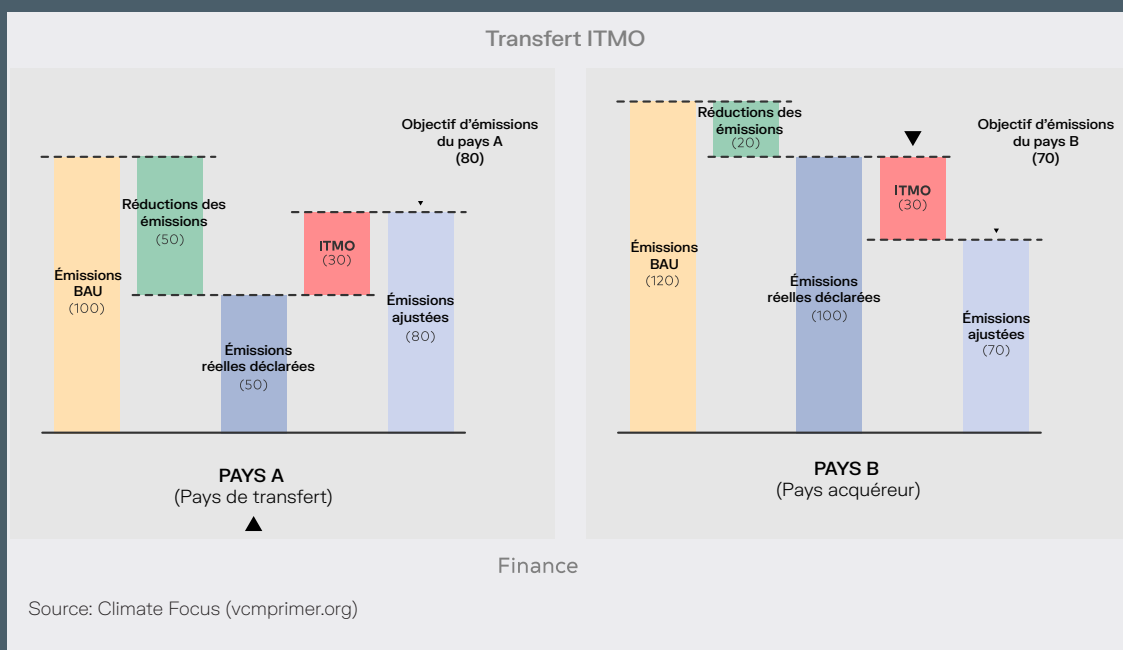 Transfert ITMO
Objectif d'émissions
du pays A
(80)
Réductions des
émissions
(50)
ITMO
(30)
Émissions
BAU
(100)
Émissions
ajustées
(80)
Émissions
réelles déclarées
(50)
PAYS A
(Pays de transfert)
Réductions des
émissions
(20)
Objectif d'émissions
du pays B
(70)
ITMO
(30)
Émissions
BAU
(120)
Émissions
réelles déclarées
(100)
Émissions
ajustées
(70)
PAYS B
(Pays acquéreur)
Finance
Source: Climate Focus (vcmprimer.org)